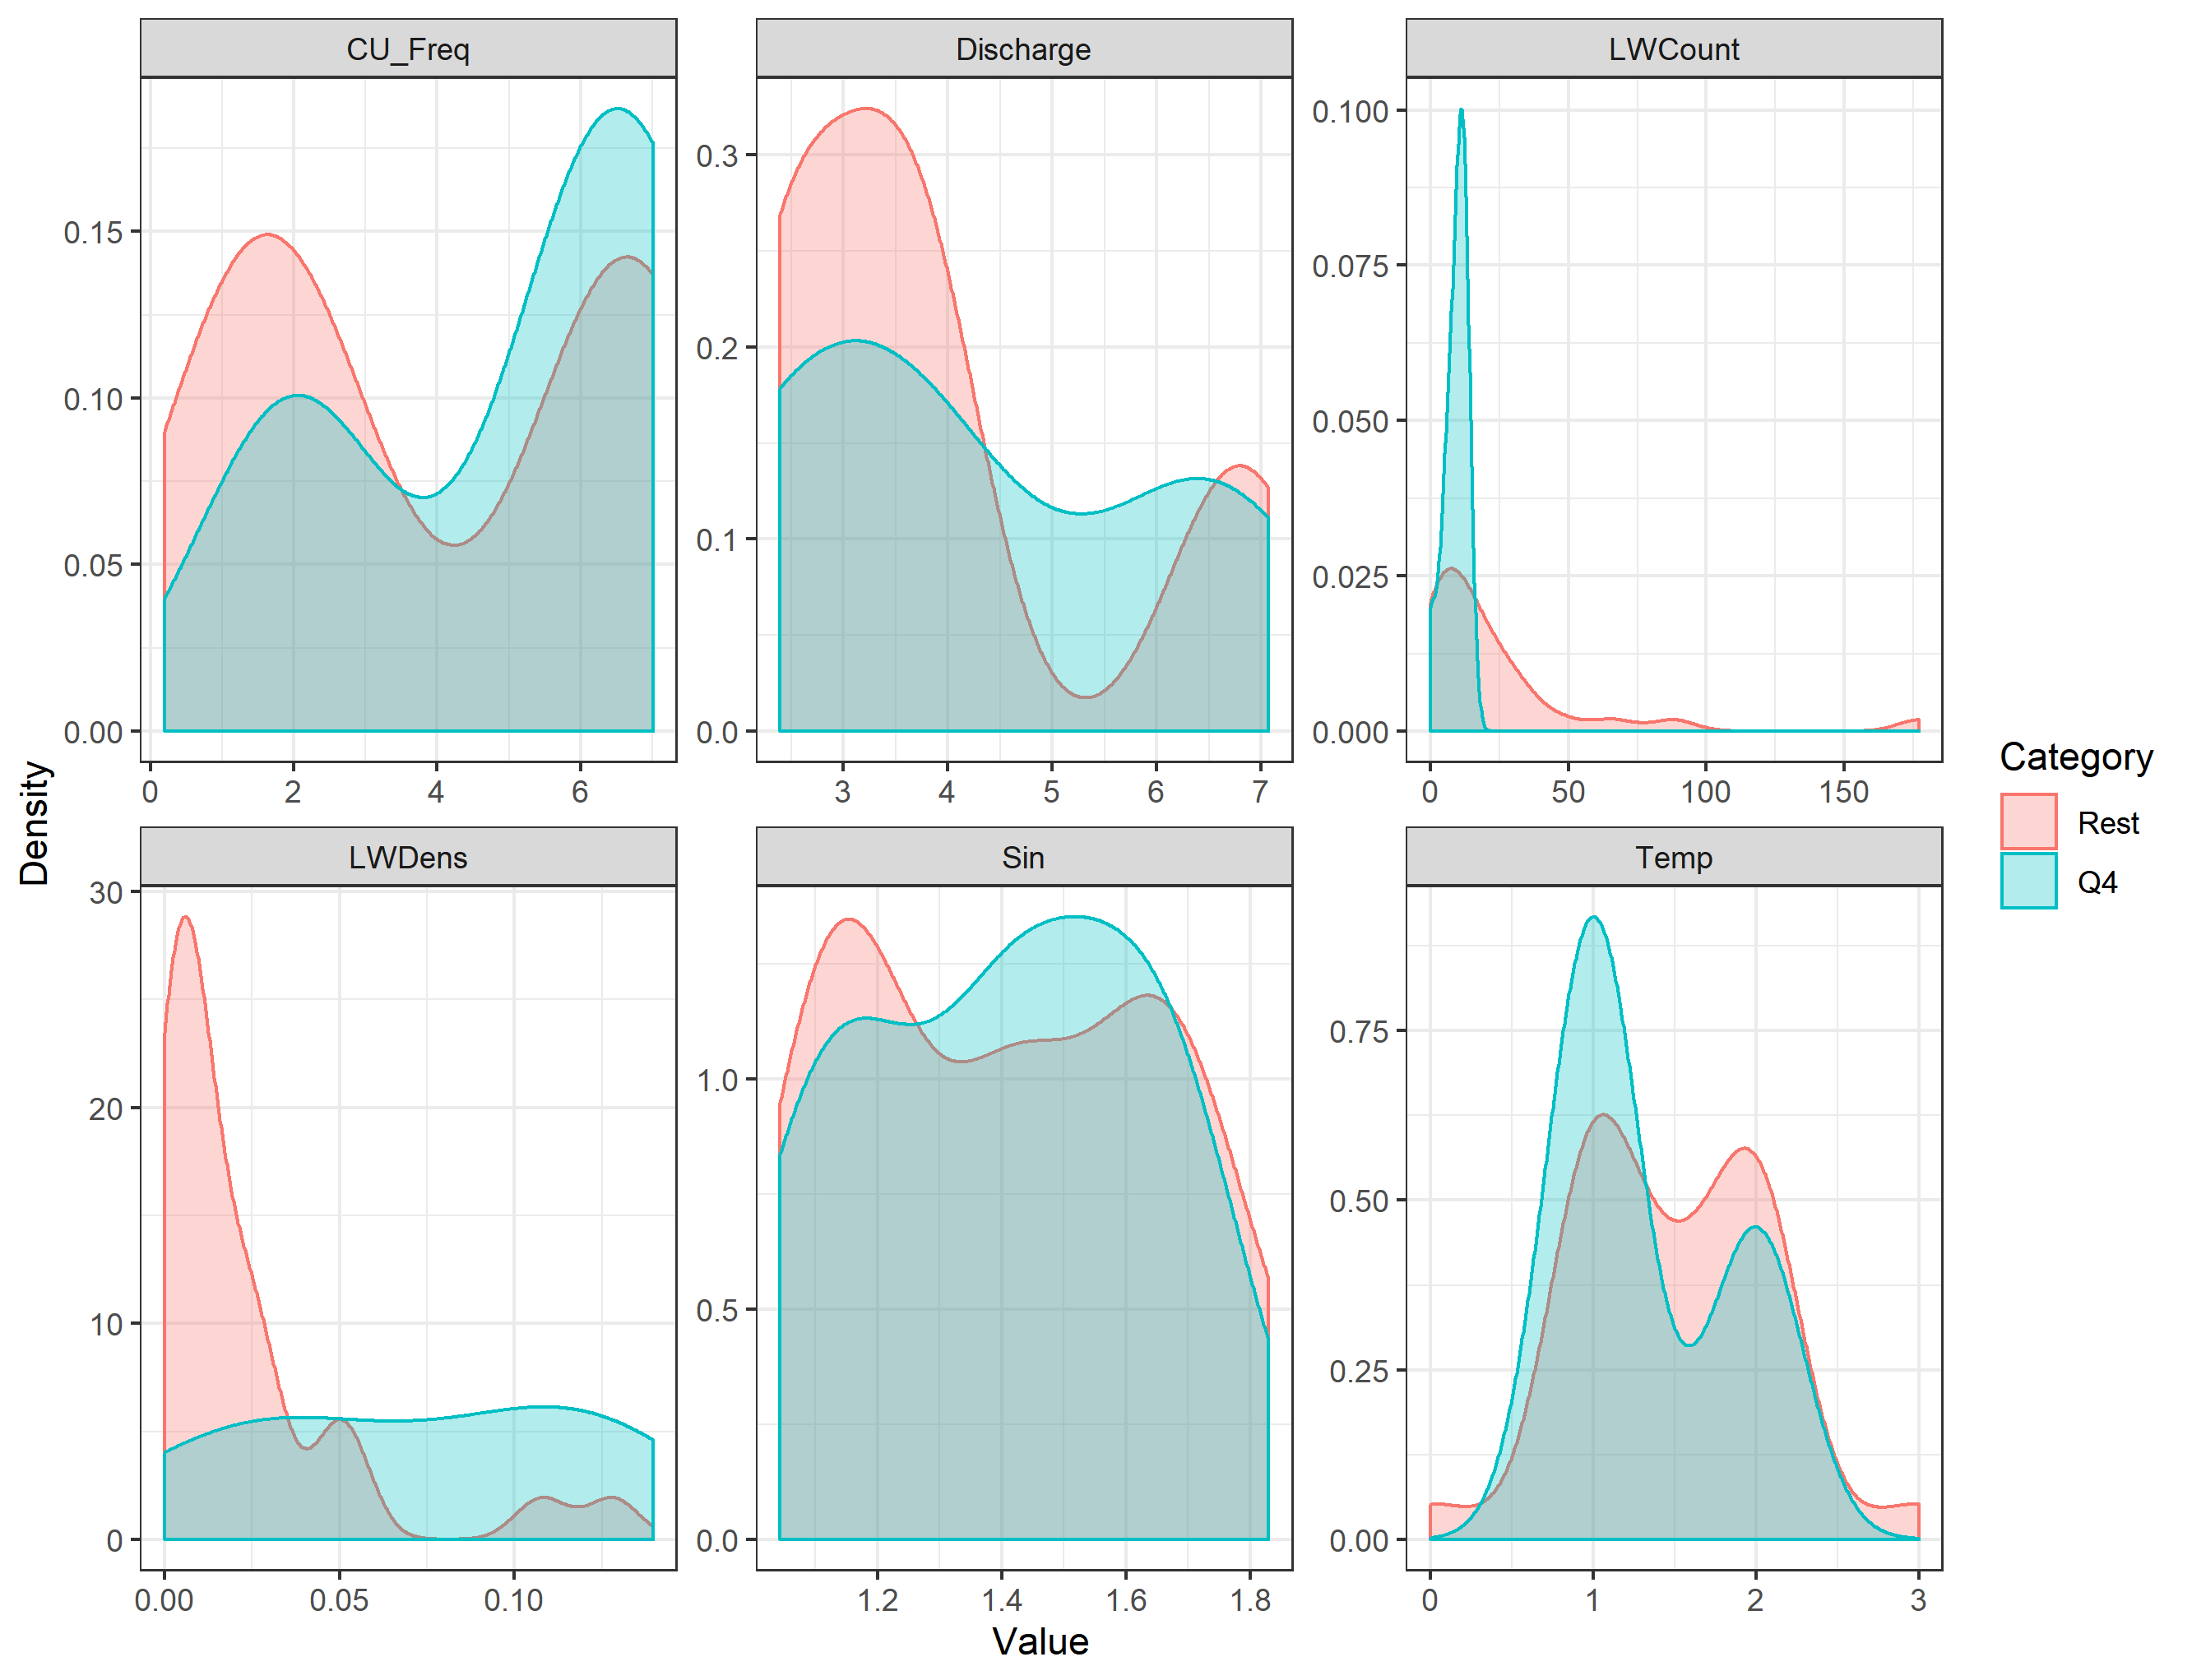 CU_Freq
Discharge
LWCount
0.00
0.05
0.10
0.15
0 2 4 6
0.0
0.1
0.2
0.3
3 4 5 6 7
0.000
0.025
0.050
0.075
0.100
0 50 100 150
LWDens
Sin
Temp
0
10
20
30
0.00 0.05 0.10
0.0
0.5
1.0
1.2 1.4 1.6 1.8
0.00
0.25
0.50
0.75
0 1 2 3
Density
Value
Category
Rest
Q4